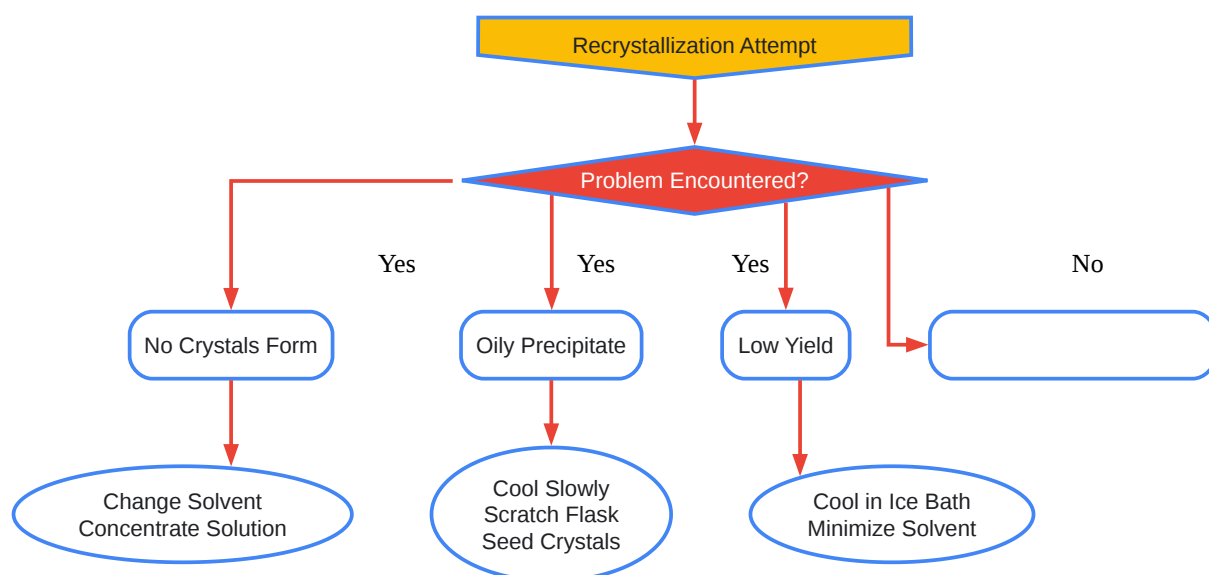 Recrystallization Attempt
Problem Encountered?
Yes
Yes
Yes
No
No Crystals Form
Oily Precipitate
Low Yield
Change Solvent
Concentrate Solution
Cool Slowly
Scratch Flask
Seed Crystals
Cool in Ice Bath
Minimize Solvent